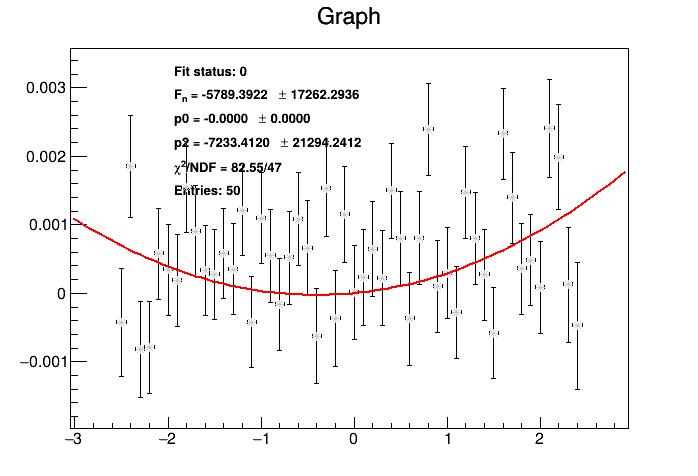 Graph
Fit status: 0
Fn = -5789.3922 ± 17262.2936
p0 = -0.0000 ± 0.0000
p2 = -7233.4120 ± 21294.2412
χ²/NDF = 82.55/47
Entries: 50
0.003
0.002
0.001
0
−0.001
−3
−2
−1
0
1
2